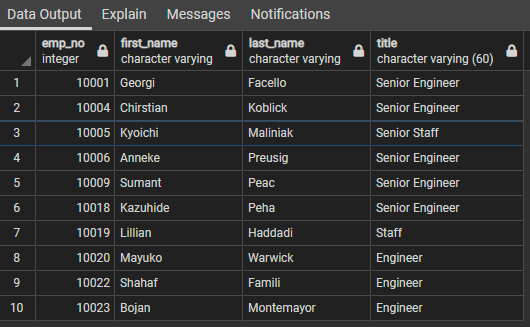 Data Output Explain Messages Notifications
emp_no first_name last_name title
integer character varying character varying character varying (60)
1 10001 Georgi Facello Senior Engineer
2 10004 Chirstian Koblick Senior Engineer
3 10005 Kyoichi Maliniak Senior Staff
4 10006 Anneke Preusig Senior Engineer
5 10009 Sumant Peac Senior Engineer
6 10018 Kazuhide Peha Senior Engineer
7 10019 Lillian Haddadi Staff
8 10020 Mayuko Warwick Engineer
9 10022 Shahaf Famili Engineer
10 10023 Bojan Montemayor Engineer